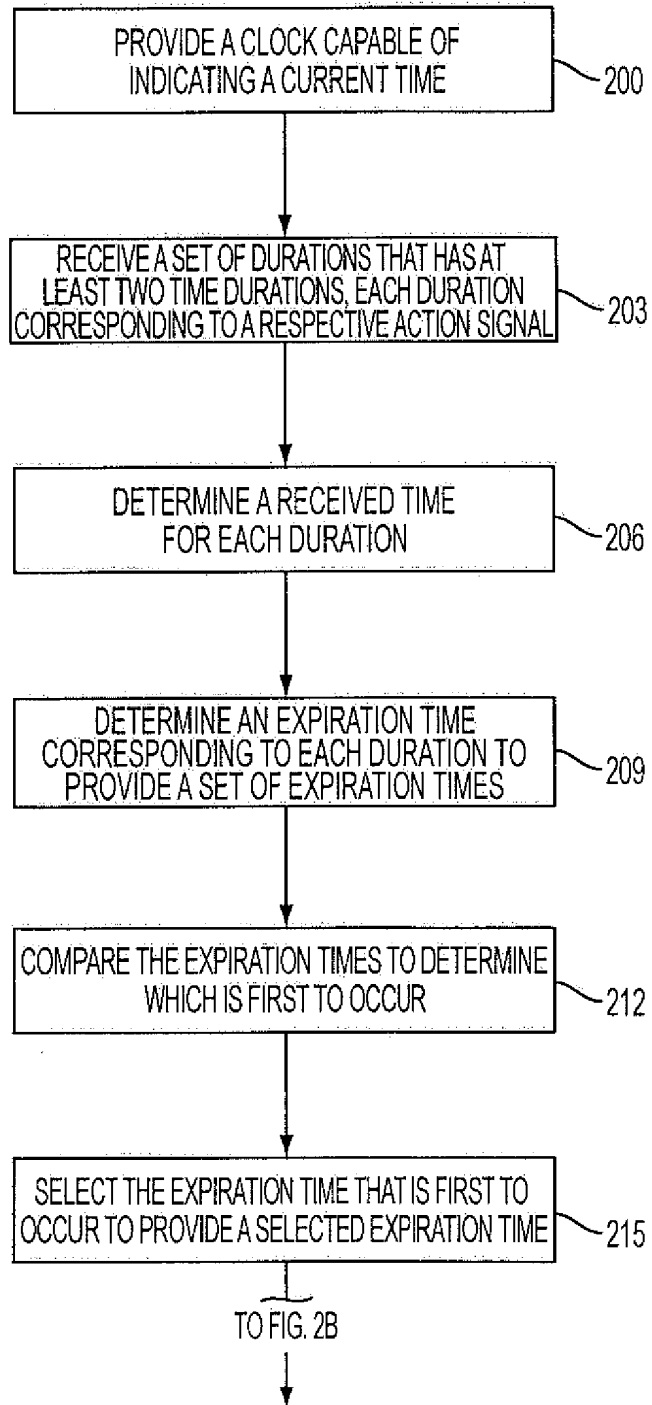 PROVIDE A CLOCK CAPABLE OF
INDICATING A CURRENT TIME
200
RECEIVE A SET OF DURATIONS THAT HAS AT
LEAST TWO TIME DURATIONS, EACH DURATION
CORRESPONDING TO A RESPECTIVE ACTION SIGNAL
203
DETERMINE A RECEIVED TIME
FOR EACH DURATION
206
DETERMINE AN EXPIRATION TIME
CORRESPONDING TO EACH DURATION TO
PROVIDE A SET OF EXPIRATION TIMES
209
COMPARE THE EXPIRATION TIMES TO DETERMINE
WHICH IS FIRST TO OCCUR
212
SELECT THE EXPIRATION TIME THAT IS FIRST TO
OCCUR TO PROVIDE A SELECTED EXPIRATION TIME
215
TO FIG. 2B